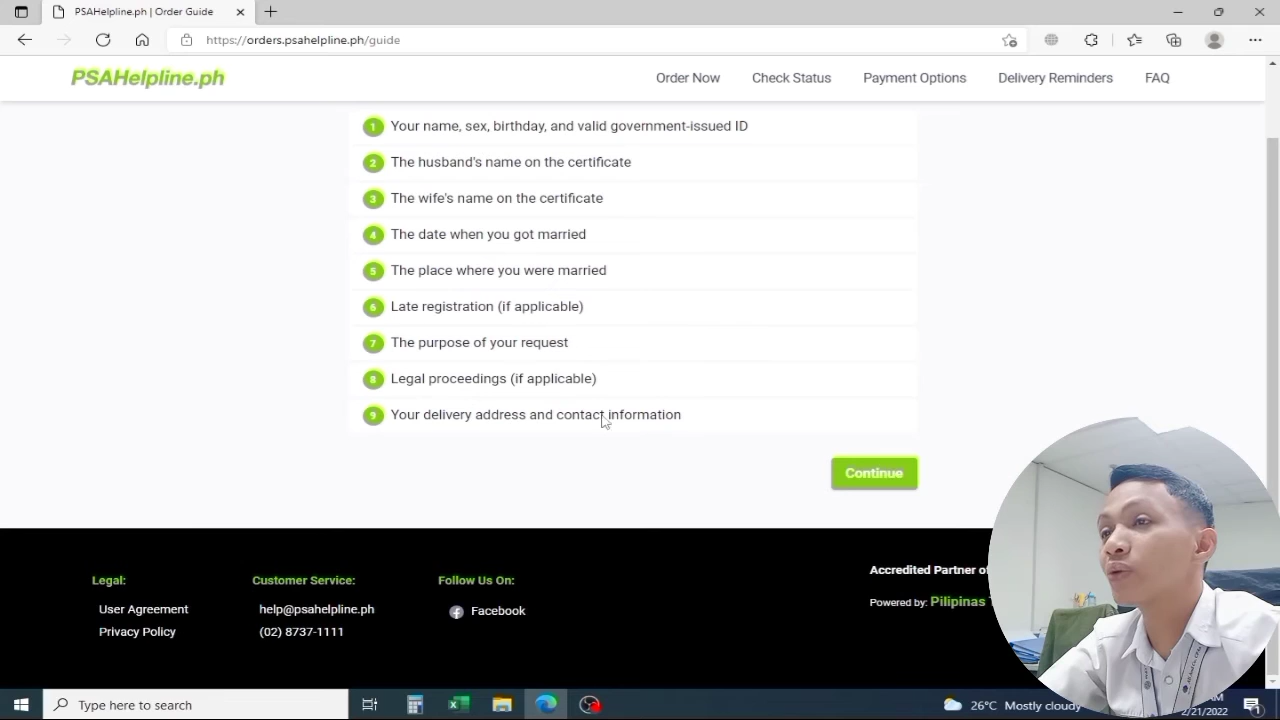 PSAHelpline.ph | Order Guide
https://orders.psahelpline.ph/guide
PSAHelpline.ph
Order Now
Check Status
Payment Options
Delivery Reminders
FAQ
1 Your name, sex, birthday, and valid government-issued ID
2 The husband's name on the certificate
3 The wife's name on the certificate
4 The date when you got married
5 The place where you were married
6 Late registration (if applicable)
7 The purpose of your request
8 Legal proceedings (if applicable)
9 Your delivery address and contact information
Continue
Legal:
User Agreement
Privacy Policy
Customer Service:
help@psahelpline.ph
(02) 8737-1111
Follow Us On:
Facebook
Accredited Partner of
Powered by: Pilipinas
Type here to search
26°C Mostly cloudy
2/21/2022
1